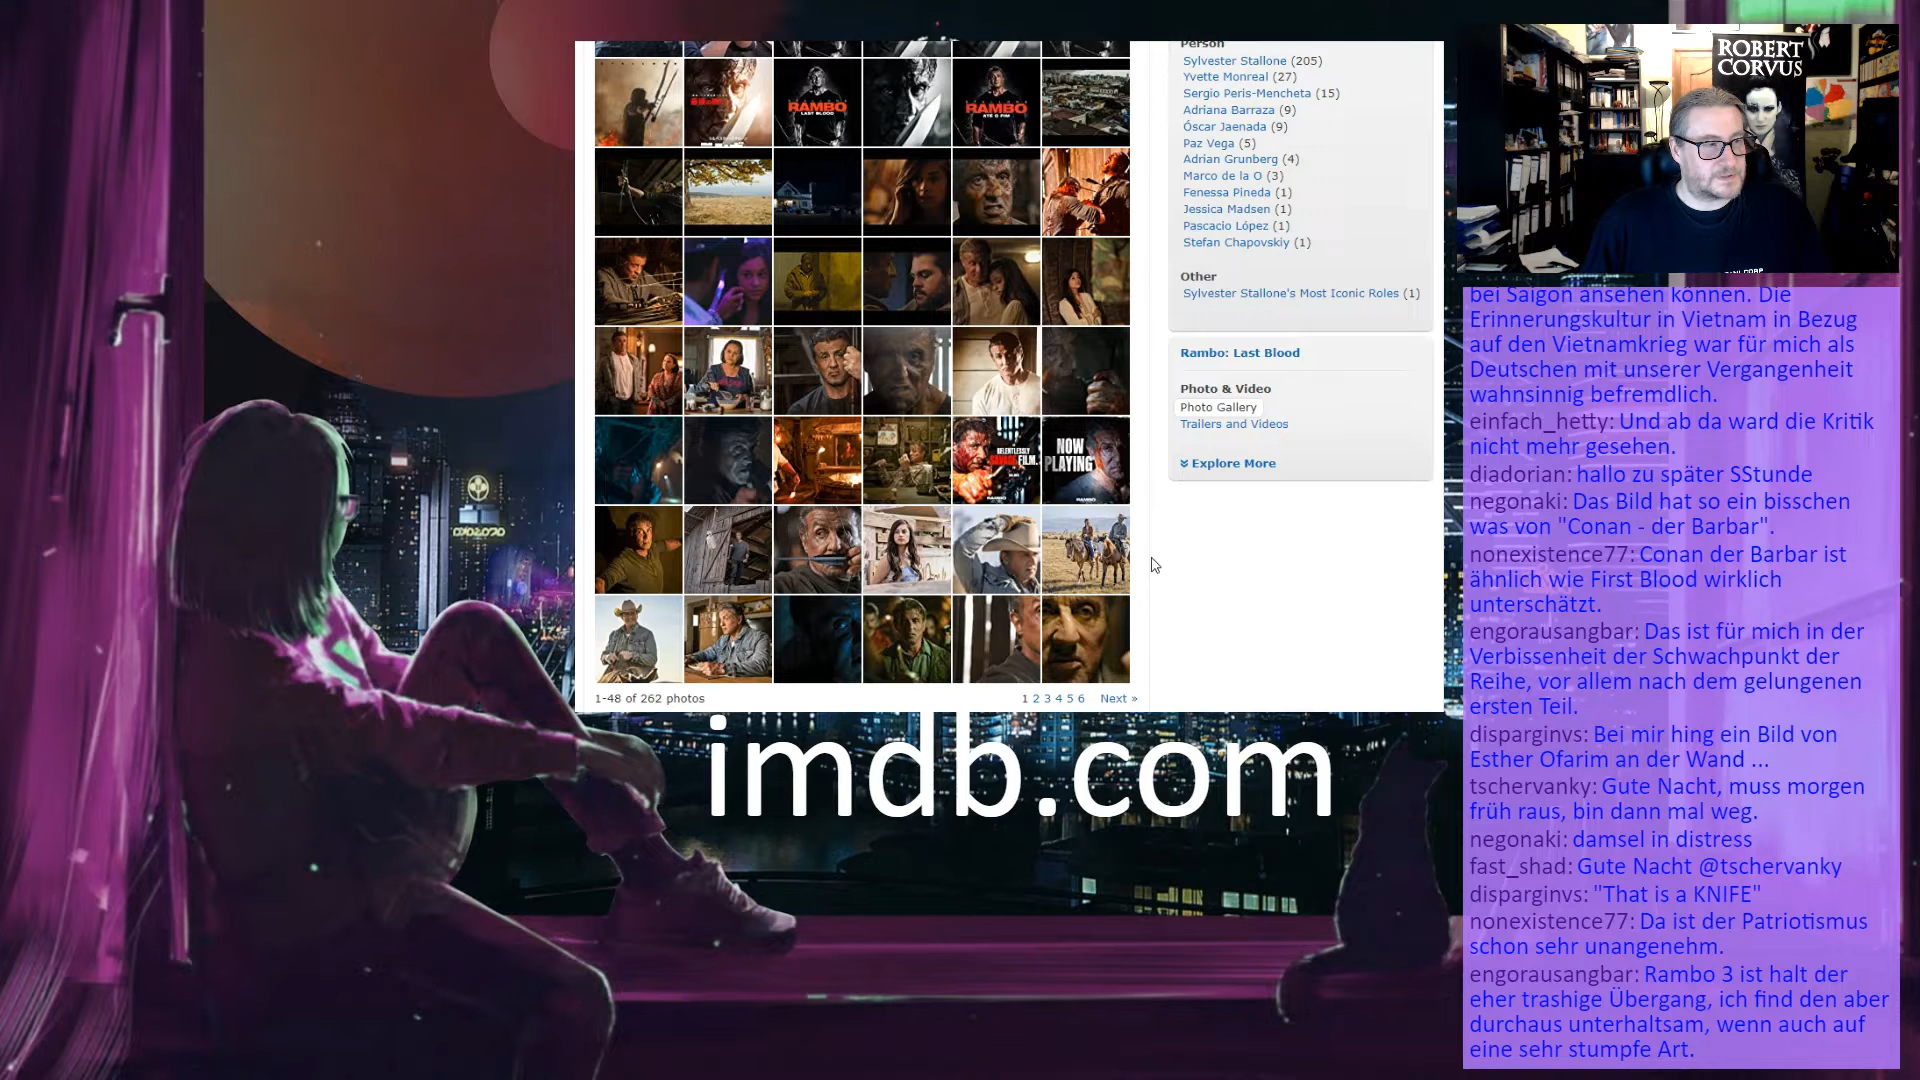 Person
Sylvester Stallone (205)
Yvette Monreal (27)
Sergio Peris-Mencheta (15)
Adriana Barraza (9)
Óscar Jaenada (9)
Paz Vega (5)
Adrian Grunberg (4)
Marco de la O (3)
Fenessa Pineda (1)
Jessica Madsen (1)
Pascacio López (1)
Stefan Chapovskiy (1)
Other
Sylvester Stallone's Most Iconic Roles (1)
Rambo: Last Blood
Photo & Video
Photo Gallery
Trailers and Videos
Explore More
RAMBO
LAST BLOOD
RAMBO
ATÉ O FIM
NOW
PLAYING
1-48 of 262 photos
1 2 3 4 5 6 Next »
imdb.com
ROBERT
CORVUS
bei Saigon ansehen können. Die
Erinnerungskultur in Vietnam in Bezug
auf den Vietnamkrieg war für mich als
Deutschen mit unserer Vergangenheit
wahnsinnig befremdlich.
einfach_hetty: Und ab da ward die Kritik
nicht mehr gesehen.
diadorian: hallo zu später SStunde
negonaki: Das Bild hat so ein bisschen
was von "Conan - der Barbar".
nonexistence77: Conan der Barbar ist
ähnlich wie First Blood wirklich
unterschätzt.
engorausangbar: Das ist für mich in der
Verbissenheit der Schwachpunkt der
Reihe, vor allem nach dem gelungenen
ersten Teil.
disparginvs: Bei mir hing ein Bild von
Esther Ofarim an der Wand ...
tschervanky: Gute Nacht, muss morgen
früh raus, bin dann mal weg.
negonaki: damsel in distress
fast_shad: Gute Nacht @tschervanky
disparginvs: "That is a KNIFE"
nonexistence77: Da ist der Patriotismus
schon sehr unangenehm.
engorausangbar: Rambo 3 ist halt der
eher trashige Übergang, ich find den aber
durchaus unterhaltsam, wenn auch auf
eine sehr stumpfe Art.